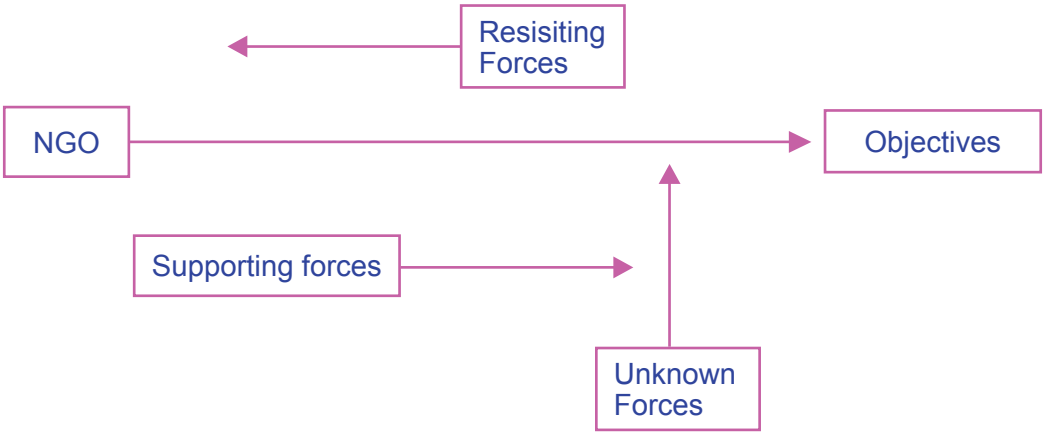 Resisiting
Forces
NGO
Objectives
Supporting forces
Unknown
Forces